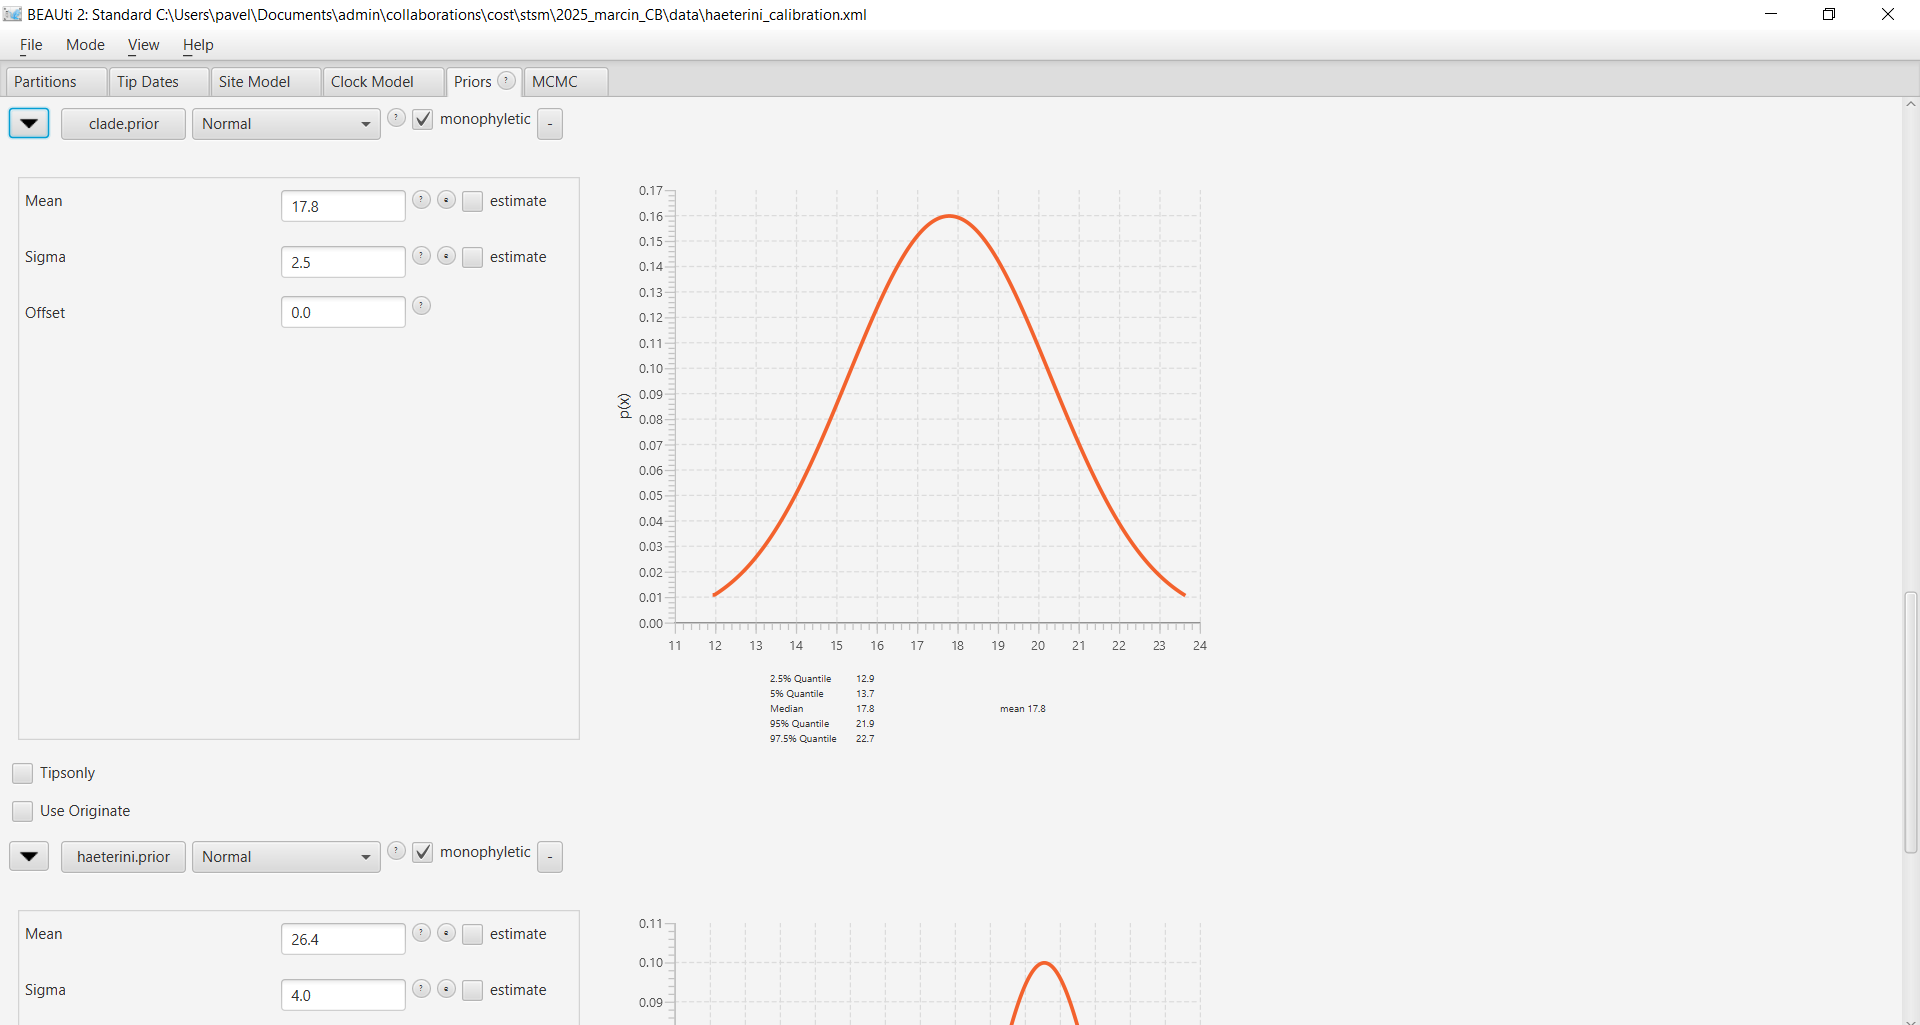 BEAUti 2: Standard C:\Users\pavel\Documents\admin\collaborations\cost\stsm\2025_marcin_CB\data\haeterini_calibration.xml
File Mode View Help
Partitions Tip Dates Site Model Clock Model Priors ? MCMC
clade.prior Normal ? monophyletic -
Mean 17.8 ? e estimate
Sigma 2.5 ? e estimate
Offset 0.0 ?
0.17
0.16
0.15
0.14
0.13
0.12
0.11
0.10
0.09
0.08
0.07
0.06
0.05
0.04
0.03
0.02
0.01
0.00
p(x)
11 12 13 14 15 16 17 18 19 20 21 22 23 24
2.5% Quantile 12.9
5% Quantile 13.7
Median 17.8 mean 17.8
95% Quantile 21.9
97.5% Quantile 22.7
Tipsonly
Use Originate
haeterini.prior Normal ? monophyletic -
Mean 26.4 ? e estimate
Sigma 4.0 ? e estimate
0.11
0.10
0.09